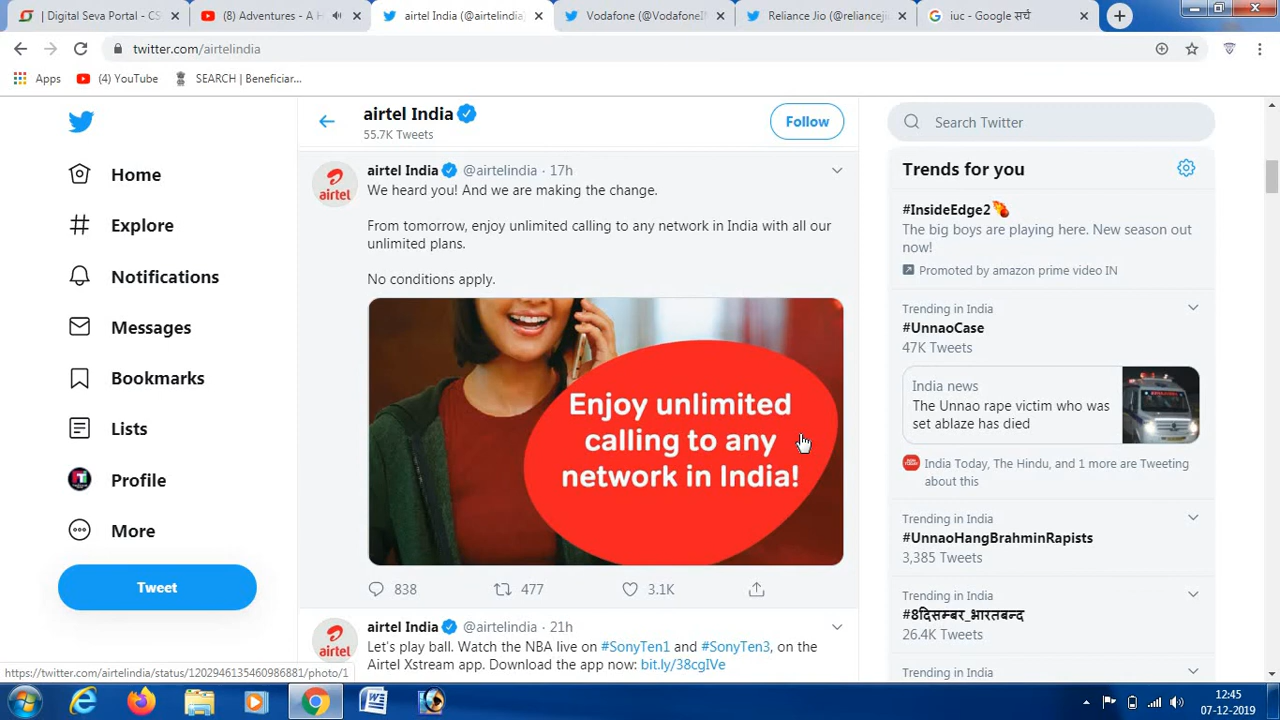 | Digital Seva Portal - CS
(8) Adventures - A H
airtel India (@airtelindia)
Vodafone (@VodafoneI
Reliance Jio (@relianceji
iuc - Google सर्च
twitter.com/airtelindia
Apps
(4) YouTube
SEARCH | Beneficiar...
airtel India
55.7K Tweets
Follow
Search Twitter
Home
Explore
Notifications
Messages
Bookmarks
Lists
Profile
More
Tweet
airtel
airtel India @airtelindia · 17h
We heard you! And we are making the change.
From tomorrow, enjoy unlimited calling to any network in India with all our
unlimited plans.
No conditions apply.
Enjoy unlimited
calling to any
network in India!
838
477
3.1K
airtel
airtel India @airtelindia · 21h
Let's play ball. Watch the NBA live on #SonyTen1 and #SonyTen3, on the
Airtel Xstream app. Download the app now: bit.ly/38cgIVe
Trends for you
#InsideEdge2
The big boys are playing here. New season out
now!
Promoted by amazon prime video IN
Trending in India
#UnnaoCase
47K Tweets
India news
The Unnao rape victim who was
set ablaze has died
India Today, The Hindu, and 1 more are Tweeting
about this
Trending in India
#UnnaoHangBrahminRapists
3,385 Tweets
Trending in India
#8दिसम्बर_भारतबन्द
26.4K Tweets
Trending in India
https://twitter.com/airtelindia/status/1202946135460986881/photo/1
12:45
07-12-2019